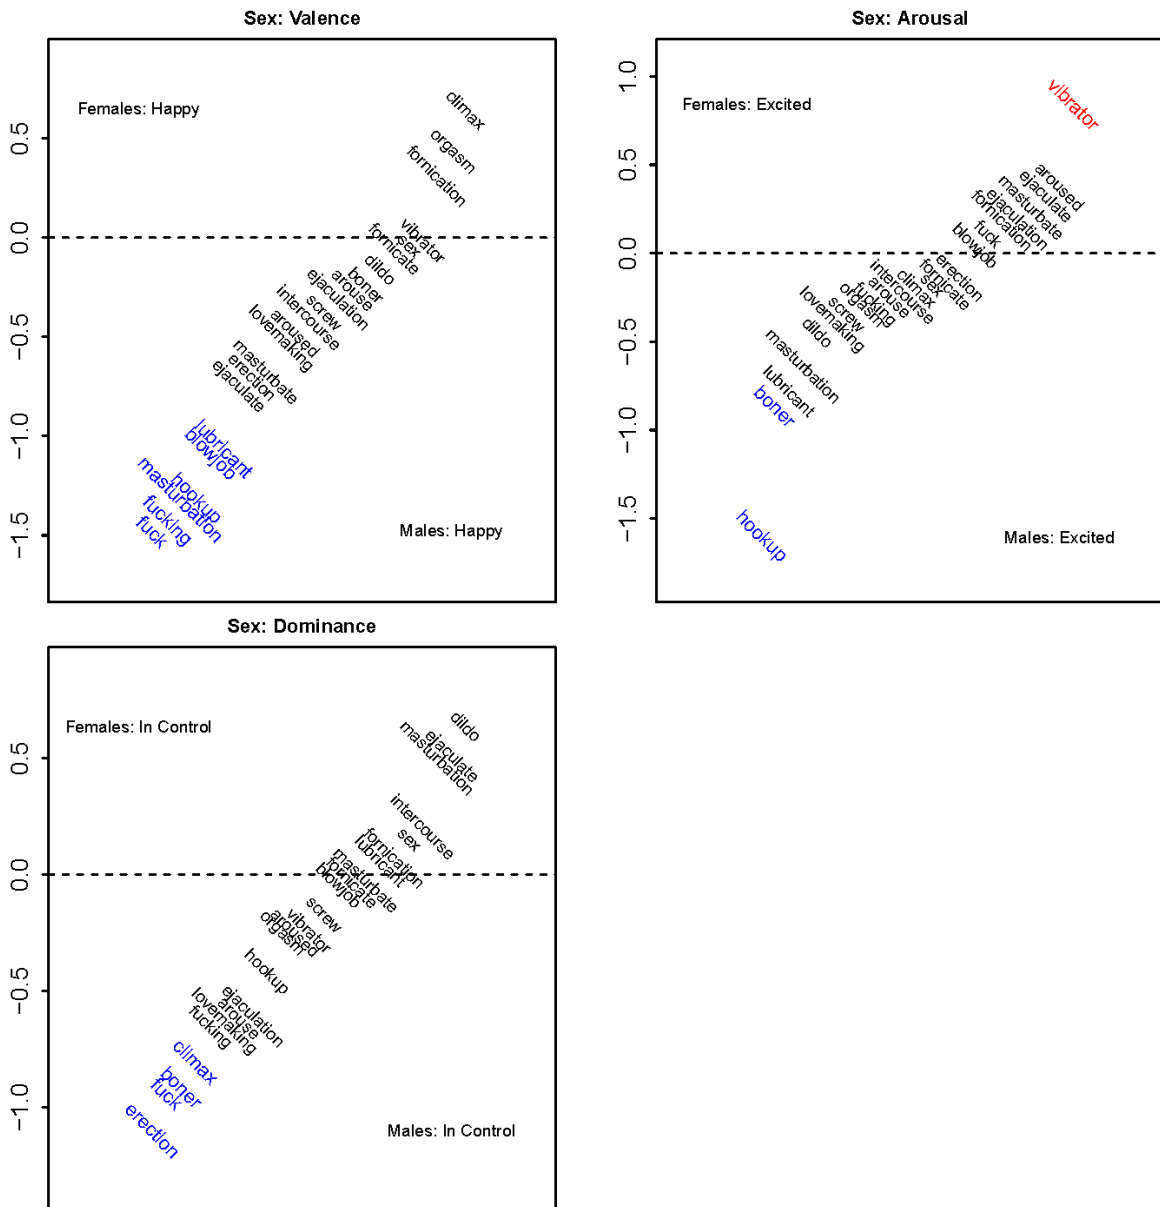 Sex: Valence
Females: Happy
climax
orgasm
fornication
vibrator
sex
fornicate
dildo
boner
arouse
ejaculation
screw
intercourse
aroused
lovemaking
masturbate
erection
ejaculate
lubricant
blowjob
hookup
masturbation
fucking
fuck
Males: Happy
0.5
0.0
−0.5
−1.0
−1.5
Sex: Arousal
Females: Excited
vibrator
aroused
ejaculate
masturbate
ejaculation
fornication
fuck
blowjob
erection
fornicate
sex
climax
intercourse
arouse
fucking
orgasm
screw
lovemaking
dildo
masturbation
lubricant
boner
hookup
Males: Excited
1.0
0.5
0.0
−0.5
−1.0
−1.5
Sex: Dominance
Females: In Control
dildo
ejaculate
masturbation
intercourse
sex
fornication
lubricant
masturbate
fornicate
blowjob
screw
vibrator
aroused
orgasm
hookup
ejaculation
arouse
lovemaking
fucking
climax
boner
fuck
erection
Males: In Control
0.5
0.0
−0.5
−1.0